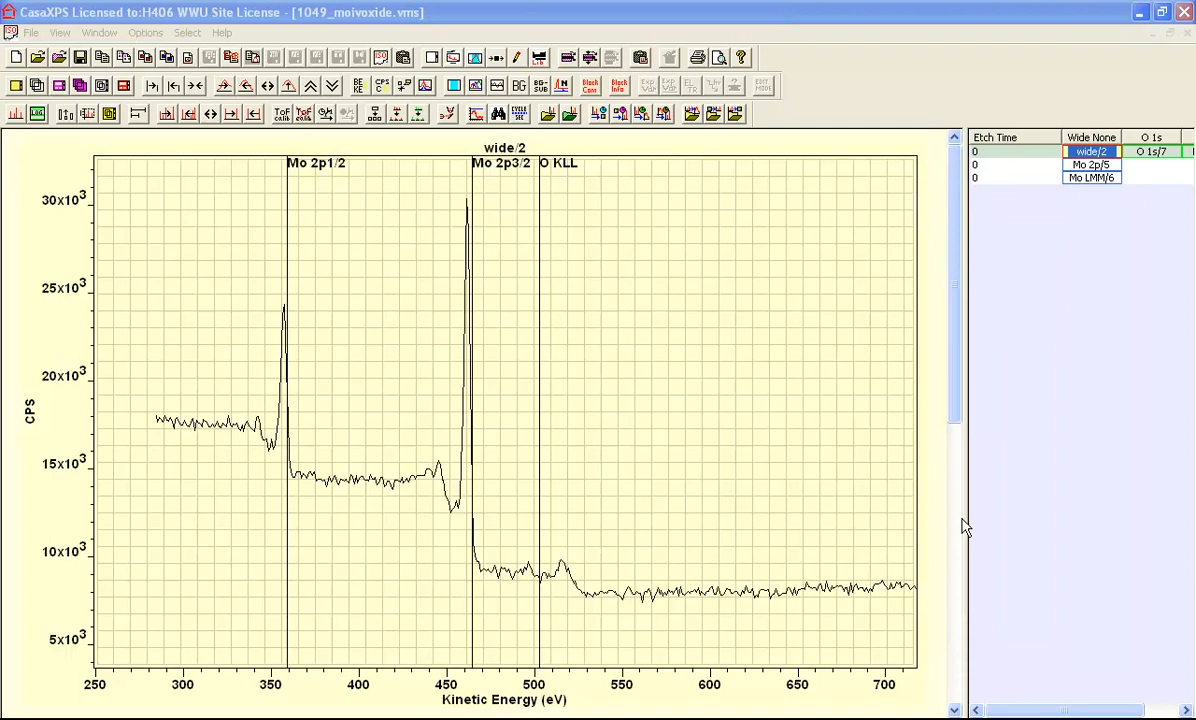 CasaXPS Licensed to:H406 WWU Site License - [1049_moivoxide.vms]
File View Window Options Select Help
wide/2
Mo 2p1/2 Mo 2p3/2 O KLL
30x10³
25x10³
20x10³
15x10³
10x10³
5x10³
CPS
250 300 350 400 450 500 550 600 650 700
Kinetic Energy (eV)
Etch Time Wide None O 1s
0 wide/2 O 1s/7
0 Mo 2p/5
0 Mo LMM/6